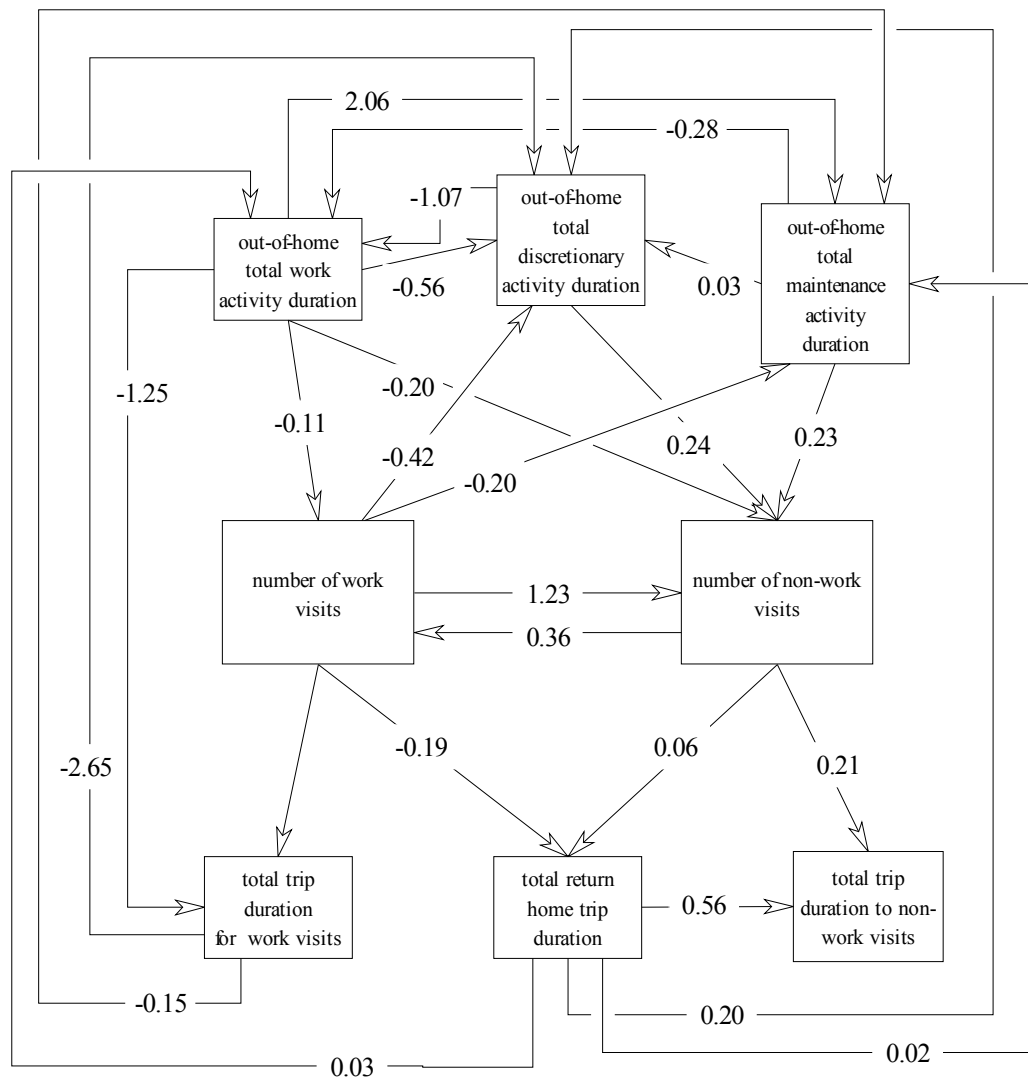 2.06
-0.28
-1.07
out-of-home
total work
activity duration
out-of-home
total
discretionary
activity duration
out-of-home
total
maintenance
activity
duration
-0.56
0.03
-1.25
-0.20
-0.11
-0.42
-0.20
0.24
0.23
number of work
visits
number of non-work
visits
1.23
0.36
-0.19
0.06
-2.65
0.21
total trip
duration
for work visits
total return
home trip
duration
0.56
total trip
duration to non-
work visits
-0.15
0.20
0.03
0.02